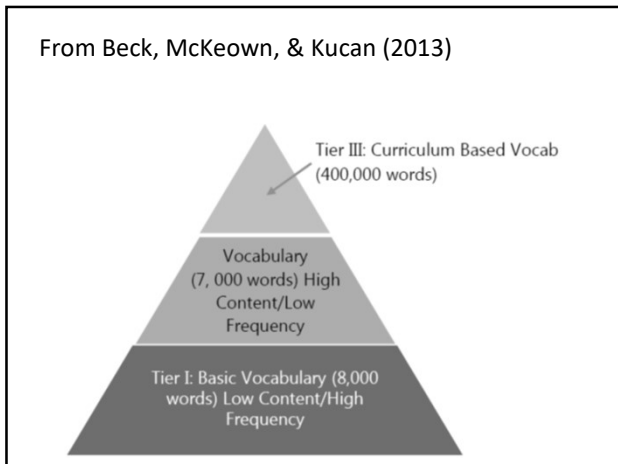 From Beck, McKeown, & Kucan (2013)
Tier III: Curriculum Based Vocab
(400,000 words)
Vocabulary
(7, 000 words) High
Content/Low
Frequency
Tier I: Basic Vocabulary (8,000
words) Low Content/High
Frequency